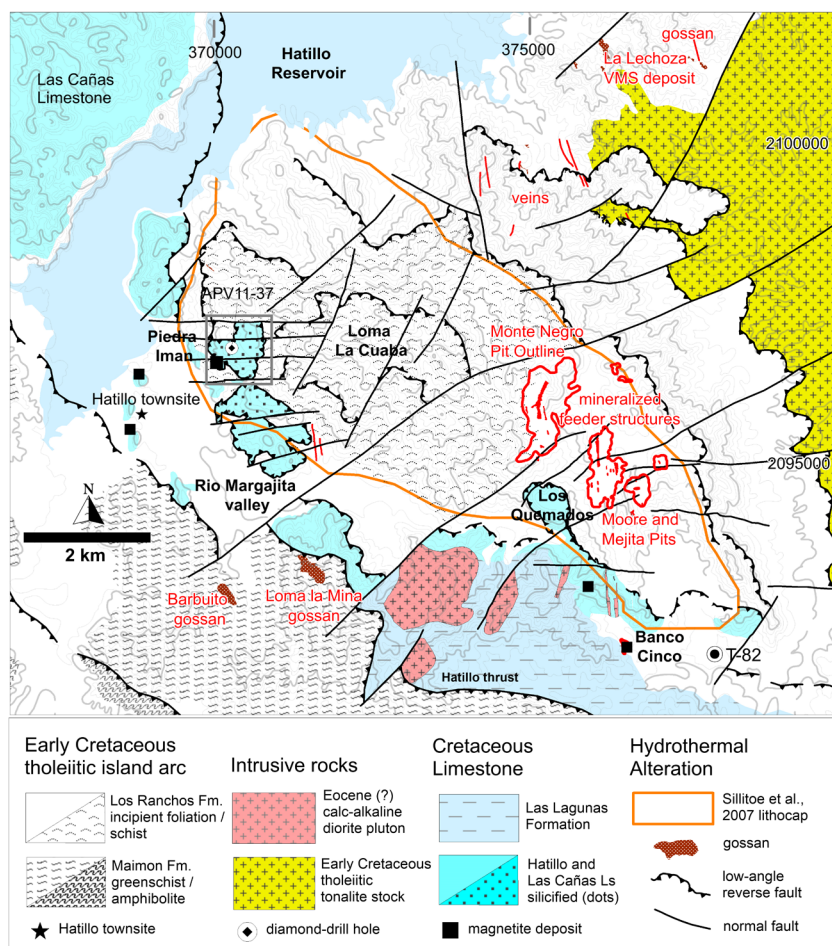 370000
375000
Hatillo
Reservoir
gossan
La Lechoza
VMS deposit
Las Cañas
Limestone
2100000
veins
APV11-37
Loma
La Cuaba
Piedra
Iman
Monte Negro
Pit Outline
Hatillo townsite
mineralized
feeder structures
2095000
Rio Margajita
valley
Los
Quemados
N
2 km
Moore and
Mejita Pits
Barbuito
gossan
Loma la Mina
gossan
Banco
Cinco
T-82
Hatillo thrust
Early Cretaceous
tholeiitic island arc
Los Ranchos Fm.
incipient foliation /
schist
Maimon Fm.
greenschist /
amphibolite
Hatillo townsite
Intrusive rocks
Eocene (?)
calc-alkaline
diorite pluton
Early Cretaceous
tholeiitic
tonalite stock
diamond-drill hole
Cretaceous
Limestone
Las Lagunas
Formation
Hatillo and
Las Cañas Ls
silicified (dots)
magnetite deposit
Hydrothermal
Alteration
Sillitoe et al.,
2007 lithocap
gossan
low-angle
reverse fault
normal fault